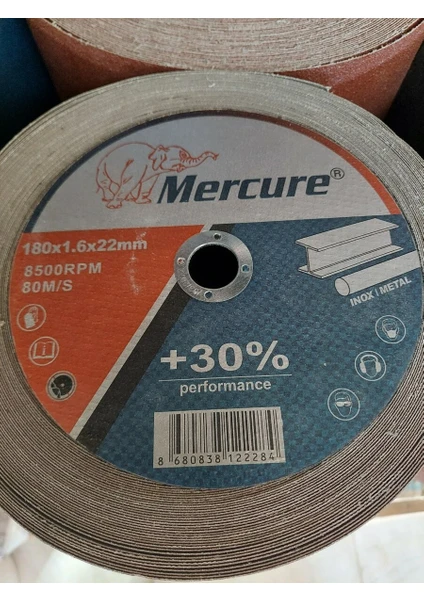 Mercure®
180x1.6x22mm
8500RPM
80M/S
INOX | METAL
+30%
performance
8 680838 122284